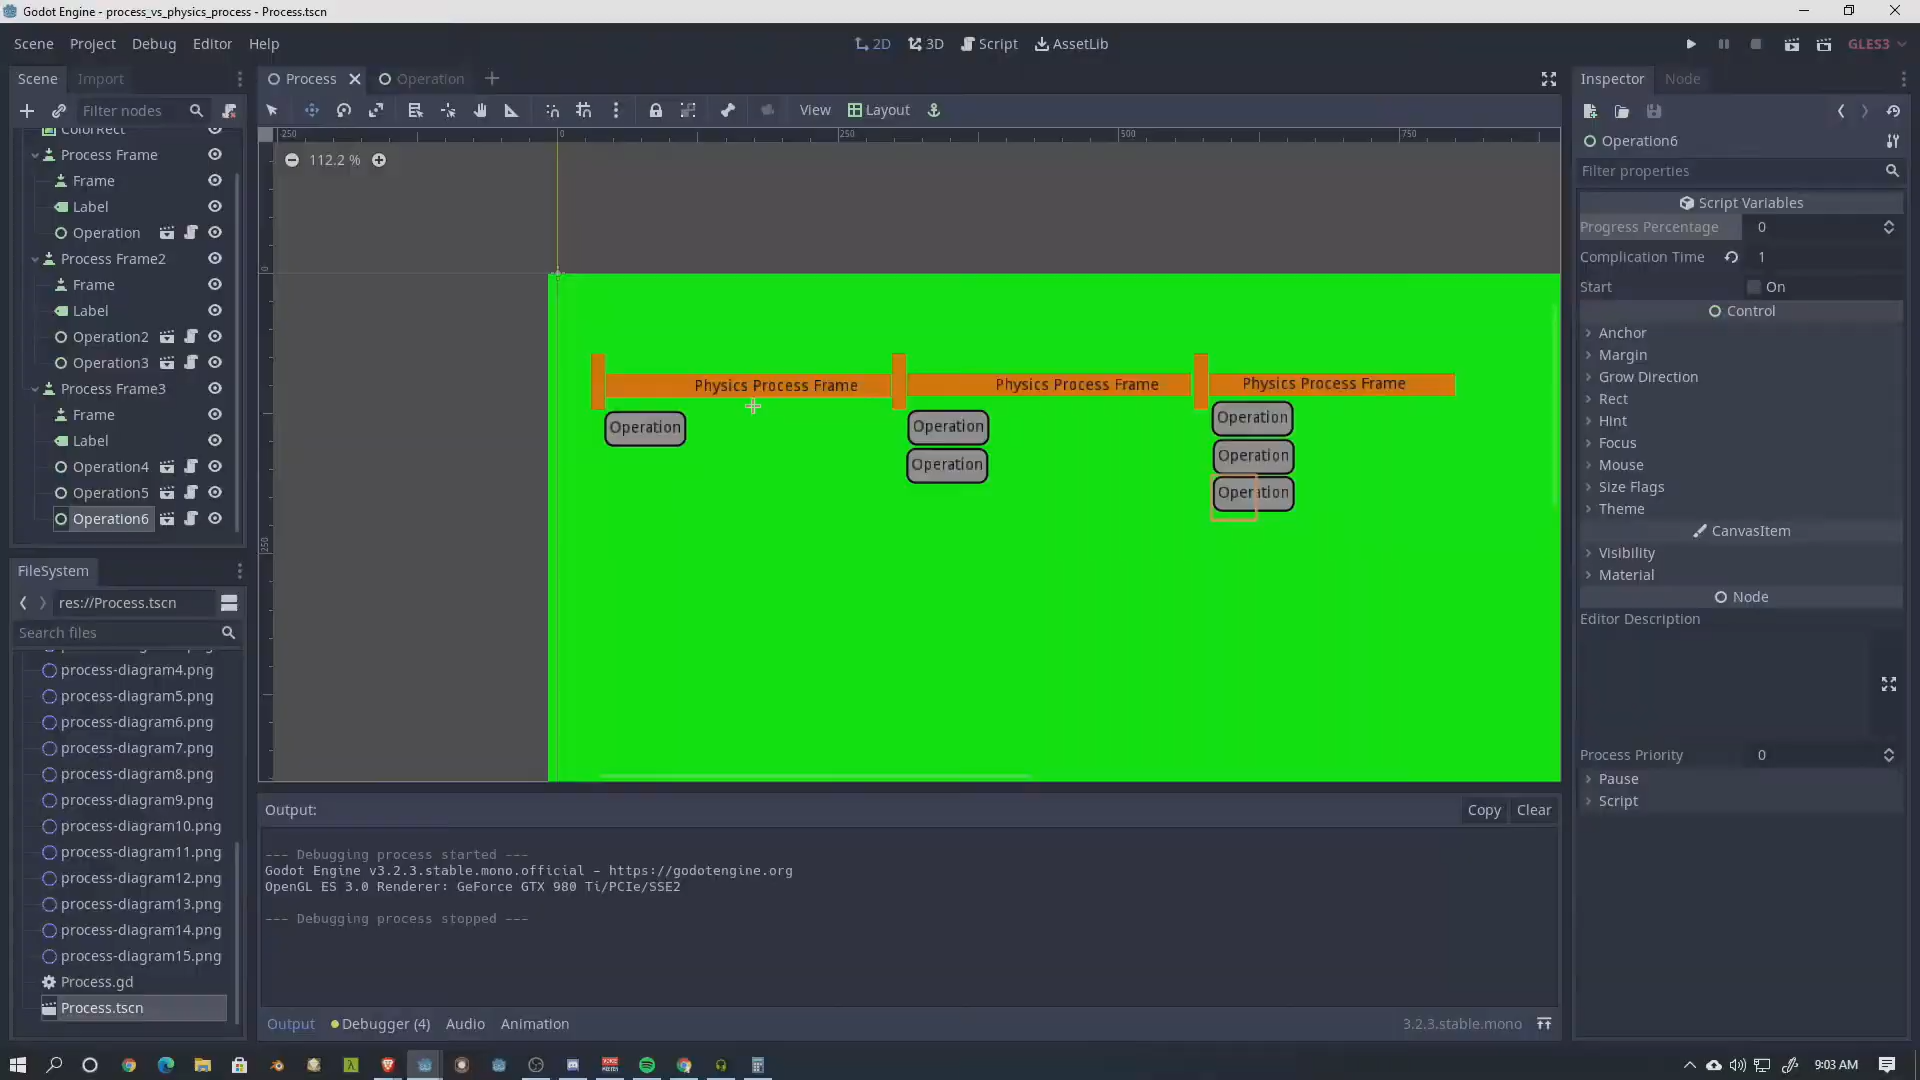 Godot Engine - process_vs_physics_process - Process.tscn
Scene Project Debug Editor Help
2D 3D Script AssetLib
GLES3
Scene Import
Process Operation
Inspector Node
Filter nodes
View Layout
ColorRect
Process Frame
Frame
Label
Operation
Process Frame2
Frame
Label
Operation2
Operation3
Process Frame3
Frame
Label
Operation4
Operation5
Operation6
FileSystem
res://Process.tscn
Search files
process-diagram4.png
process-diagram5.png
process-diagram6.png
process-diagram7.png
process-diagram8.png
process-diagram9.png
process-diagram10.png
process-diagram11.png
process-diagram12.png
process-diagram13.png
process-diagram14.png
process-diagram15.png
Process.gd
Process.tscn
250 0 250 500 750
112.2 %
0
250
Physics Process Frame Physics Process Frame Physics Process Frame
Operation Operation Operation
Operation Operation
Operation
Output: Copy Clear
--- Debugging process started ---
Godot Engine v3.2.3.stable.mono.official - https://godotengine.org
OpenGL ES 3.0 Renderer: GeForce GTX 980 Ti/PCIe/SSE2
--- Debugging process stopped ---
Output Debugger (4) Audio Animation 3.2.3.stable.mono
Operation6
Filter properties
Script Variables
Progress Percentage 0
Complication Time 1
Start On
Control
Anchor
Margin
Grow Direction
Rect
Hint
Focus
Mouse
Size Flags
Theme
CanvasItem
Visibility
Material
Node
Editor Description
Process Priority 0
Pause
Script
9:03 AM